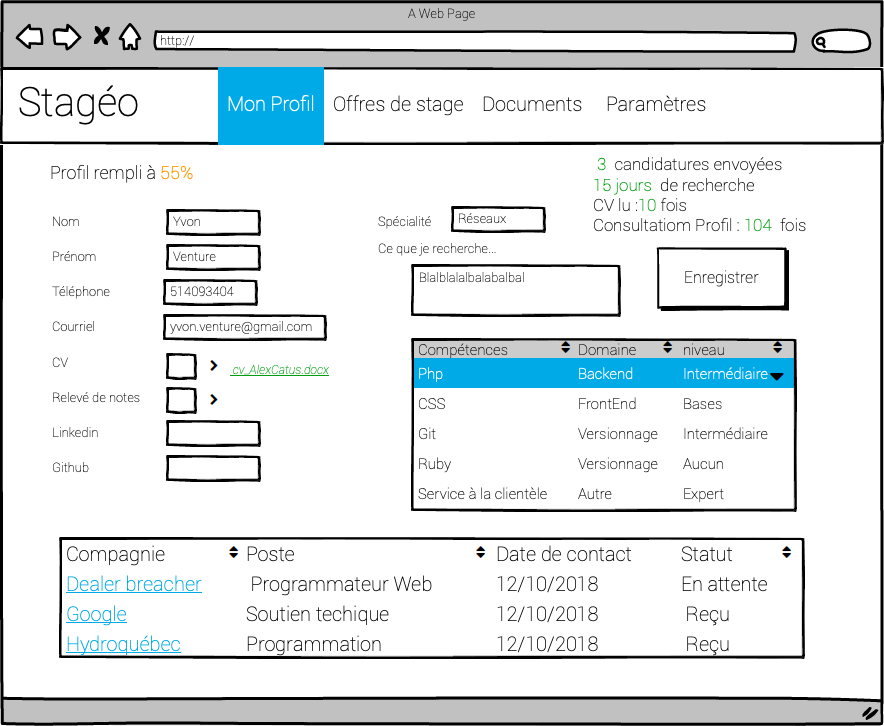 A Web Page
http://
Stagéo
Mon Profil Offres de stage Documents Paramètres
Profil rempli à 55%
3 candidatures envoyées
15 jours de recherche
CV lu :10 fois
Consultatiom Profil : 104 fois
Nom Yvon
Prénom Venture
Téléphone 514093404
Courriel yvon.venture@gmail.com
CV cv_AlexCatus.docx
Relevé de notes
Linkedin
Github
Spécialité Réseaux
Ce que je recherche...
Blalblalalbalabalbal
Enregistrer
Compétences Domaine niveau
Php Backend Intermédiaire
CSS FrontEnd Bases
Git Versionnage Intermédiaire
Ruby Versionnage Aucun
Service à la clientèle Autre Expert
Compagnie Poste Date de contact Statut
Dealer breacher Programmateur Web 12/10/2018 En attente
Google Soutien techique 12/10/2018 Reçu
Hydroquébec Programmation 12/10/2018 Reçu